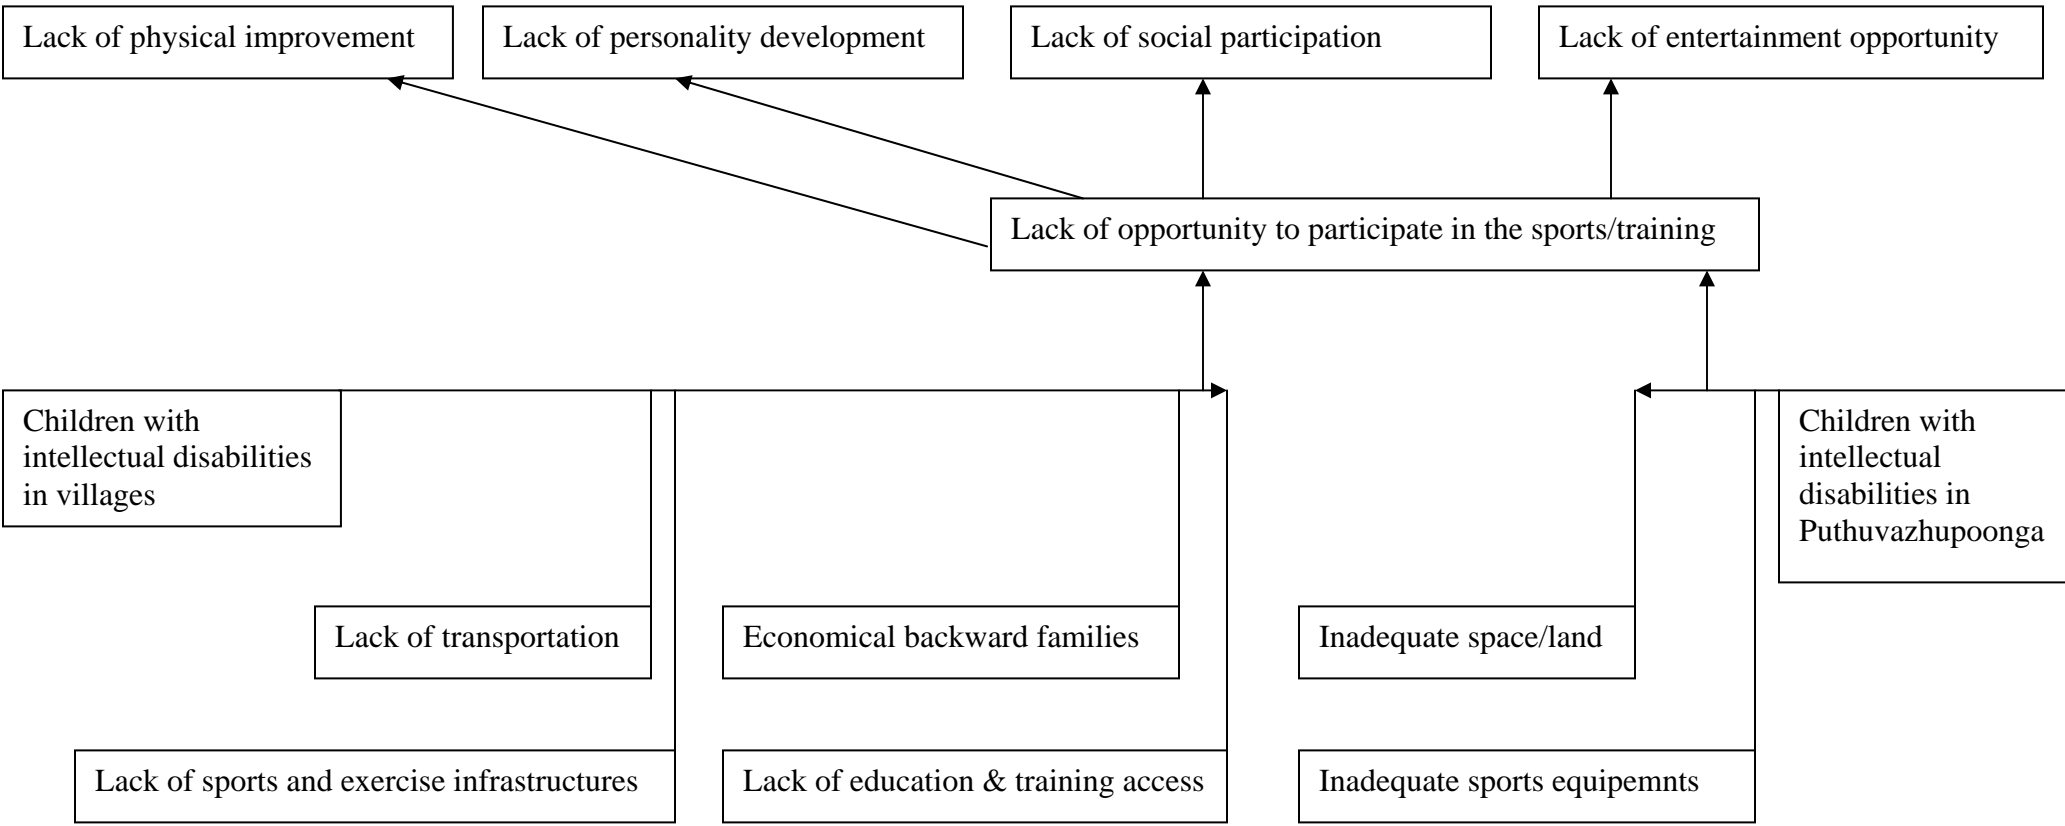 Lack of physical improvement
Lack of personality development
Lack of social participation
Lack of entertainment opportunity
Lack of opportunity to participate in the sports/training
Children with
intellectual disabilities
in villages
Children with
intellectual
disabilities in
Puthuvazhupoonga
Lack of transportation
Economical backward families
Inadequate space/land
Lack of sports and exercise infrastructures
Lack of education & training access
Inadequate sports equipemnts